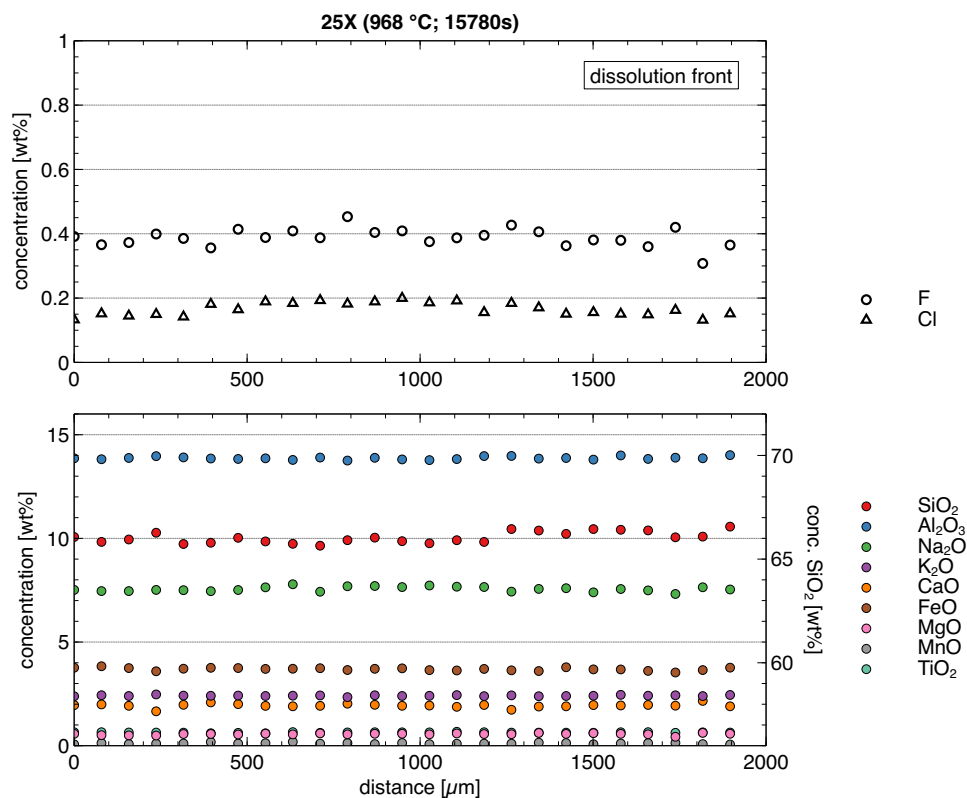 25X (968 °C; 15780s)
dissolution front
concentration [wt%]
1
0.8
0.6
0.4
0.2
0
0 500 1000 1500 2000
F
Cl
concentration [wt%]
15
10
5
0
70
65
60
conc. SiO₂ [wt%]
0 500 1000 1500 2000
distance [µm]
SiO₂
Al₂O₃
Na₂O
K₂O
CaO
FeO
MgO
MnO
TiO₂